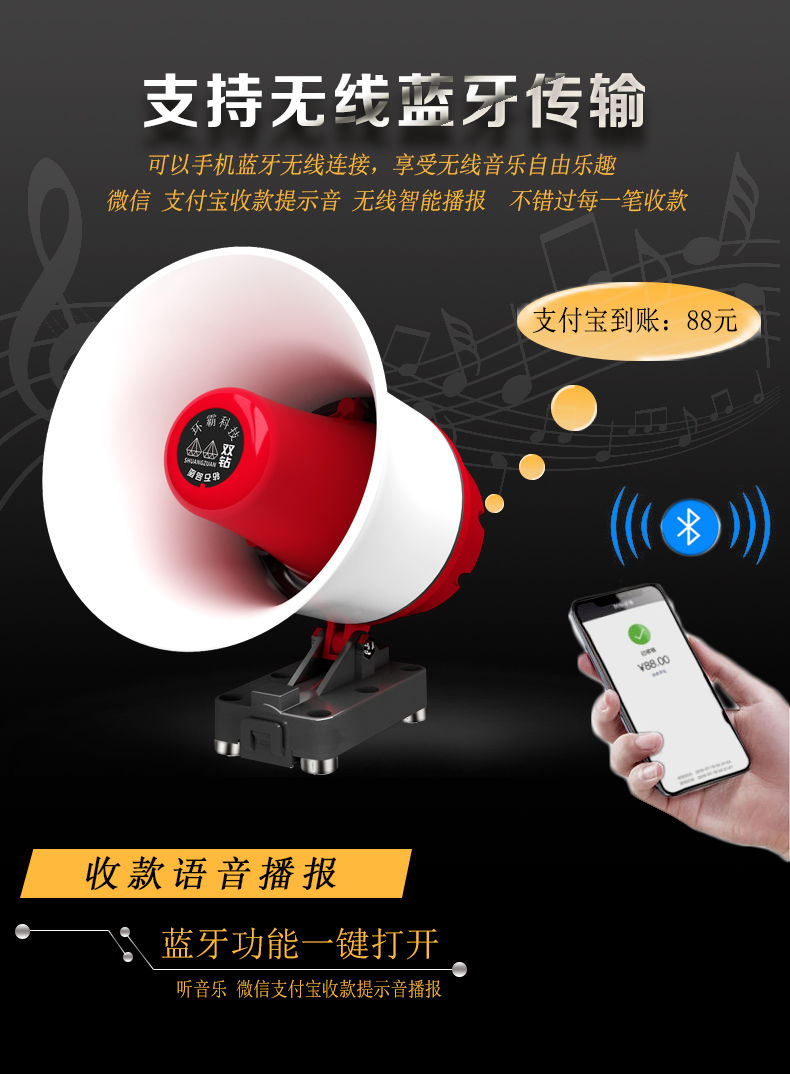 支持无线蓝牙传输
可以手机蓝牙无线连接，享受无线音乐自由乐趣
微信 支付宝收款提示音 无线智能播报 不错过每一笔收款
支付宝到账：88元
环霸科技
双钻
SHUANGZUAN
¥88.00
收款语音播报
蓝牙功能一键打开
听音乐 微信支付宝收款提示音播报